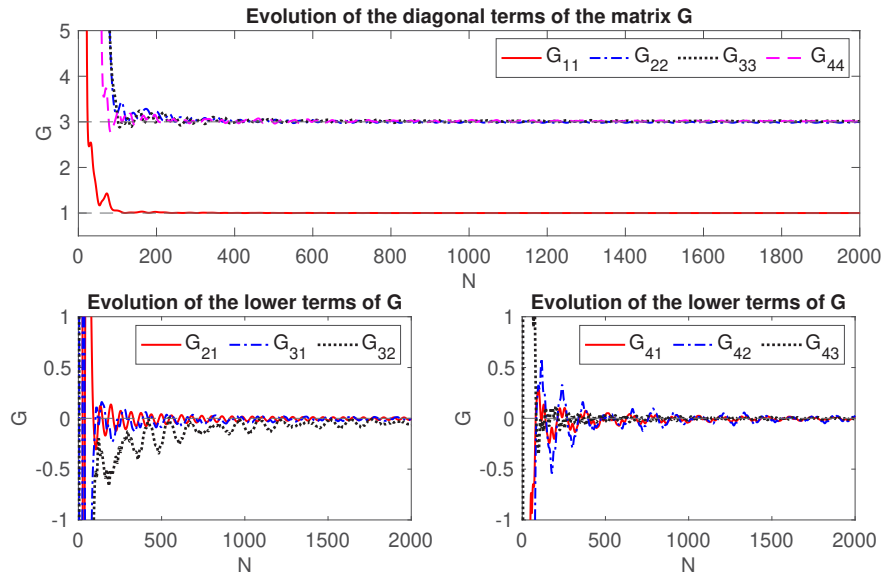 Evolution of the diagonal terms of the matrix G
5
4
3
2
1
G
G11 G22 G33 G44
0 200 400 600 800 1000 1200 1400 1600 1800 2000
N
Evolution of the lower terms of G
1
0.5
0
-0.5
-1
G
G21 G31 G32
0 500 1000 1500 2000
N
Evolution of the lower terms of G
1
0.5
0
-0.5
-1
G
G41 G42 G43
0 500 1000 1500 2000
N